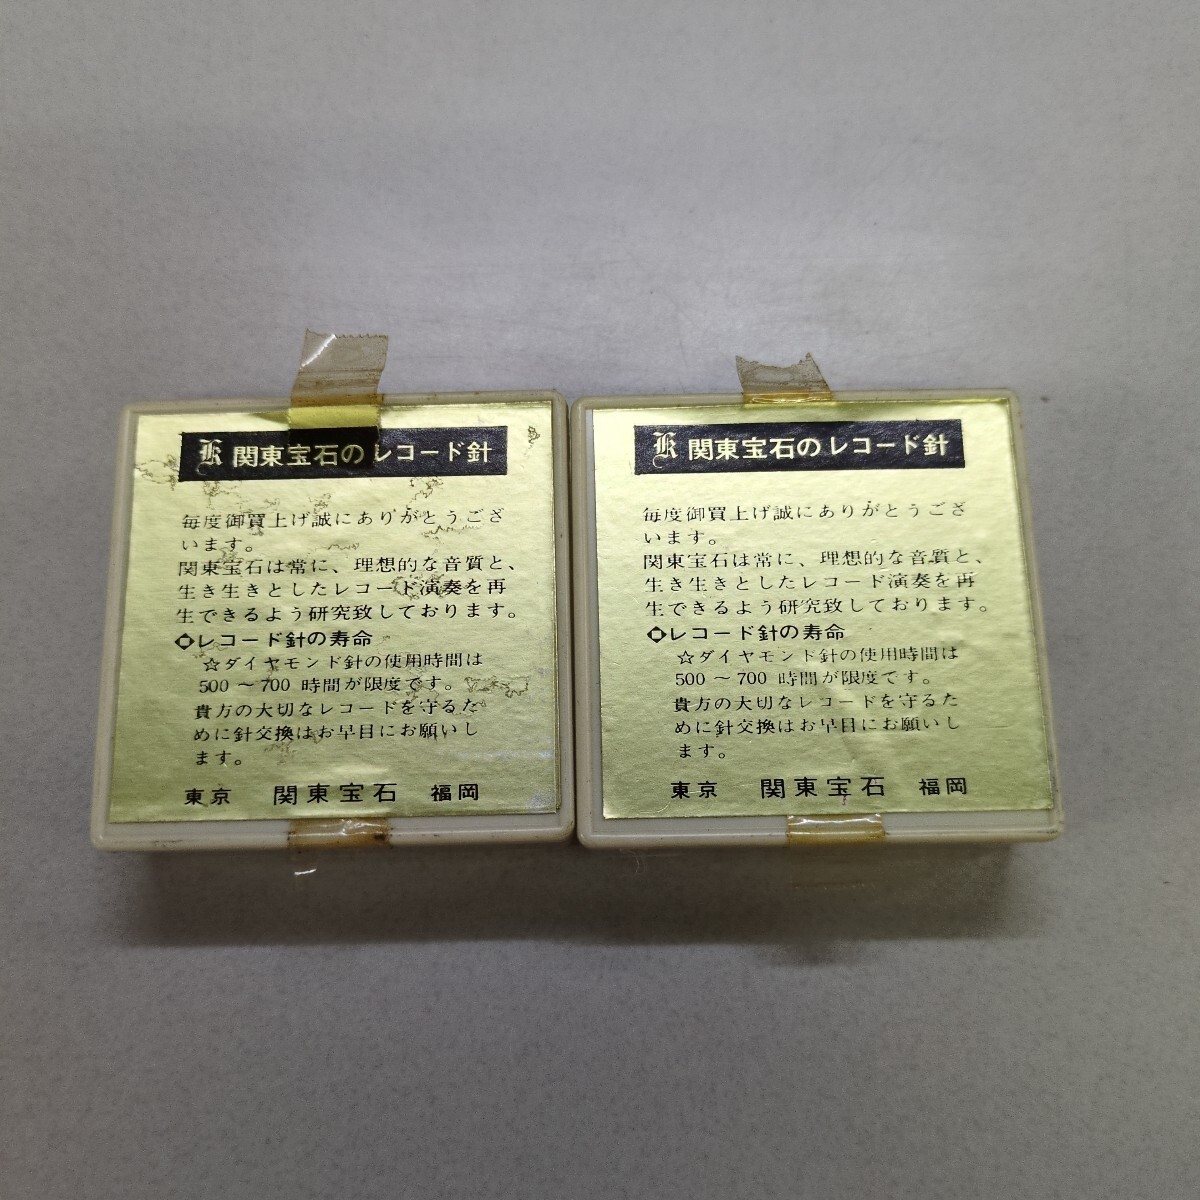 K 関東宝石のレコード針
毎度御買上げ誠にありがとうござ
います。
関東宝石は常に、理想的な音質と、
生き生きとしたレコード演奏を再
生できるよう研究致しております。
◆レコード針の寿命
☆ダイヤモンド針の使用時間は
500～700時間が限度です。
貴方の大切なレコードを守るた
めに針交換はお早目にお願いし
ます。
東京 関東宝石 福岡
K 関東宝石のレコード針
毎度御買上げ誠にありがとうござ
います。
関東宝石は常に、理想的な音質と、
生き生きとしたレコード演奏を再
生できるよう研究致しております。
◆レコード針の寿命
☆ダイヤモンド針の使用時間は
500～700時間が限度です。
貴方の大切なレコードを守るた
めに針交換はお早目にお願いし
ます。
東京 関東宝石 福岡